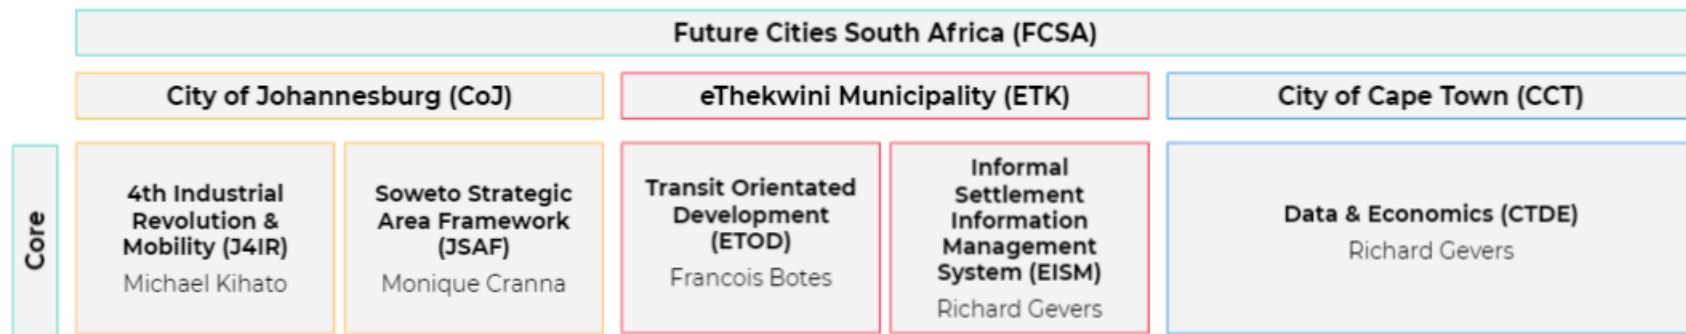 Future Cities South Africa (FCSA)
City of Johannesburg (CoJ)
eThekwini Municipality (ETK)
City of Cape Town (CCT)
Core
4th Industrial
Revolution &
Mobility (J4IR)
Michael Kihato
Soweto Strategic
Area Framework
(JSAF)
Monique Cranna
Transit Orientated
Development
(ETOD)
Francois Botes
Informal
Settlement
Information
Management
System (EISM)
Richard Gevers
Data & Economics (CTDE)
Richard Gevers